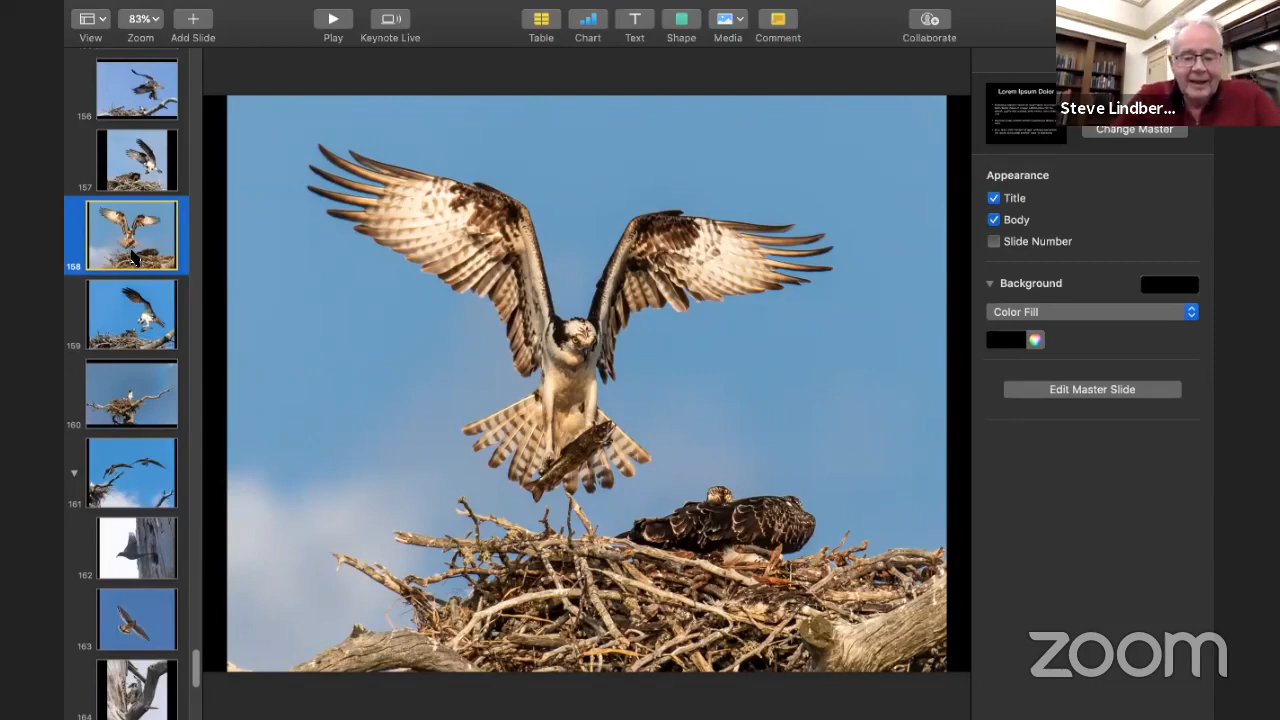 83%
View
Zoom
Add Slide
Play
Keynote Live
Table
Chart
Text
Shape
Media
Comment
Collaborate
Steve Lindber...
Lorem Ipsum Dolor
Change Master
Appearance
Title
Body
Slide Number
Background
Color Fill
Edit Master Slide
156
157
158
159
160
161
162
163
164
zoom